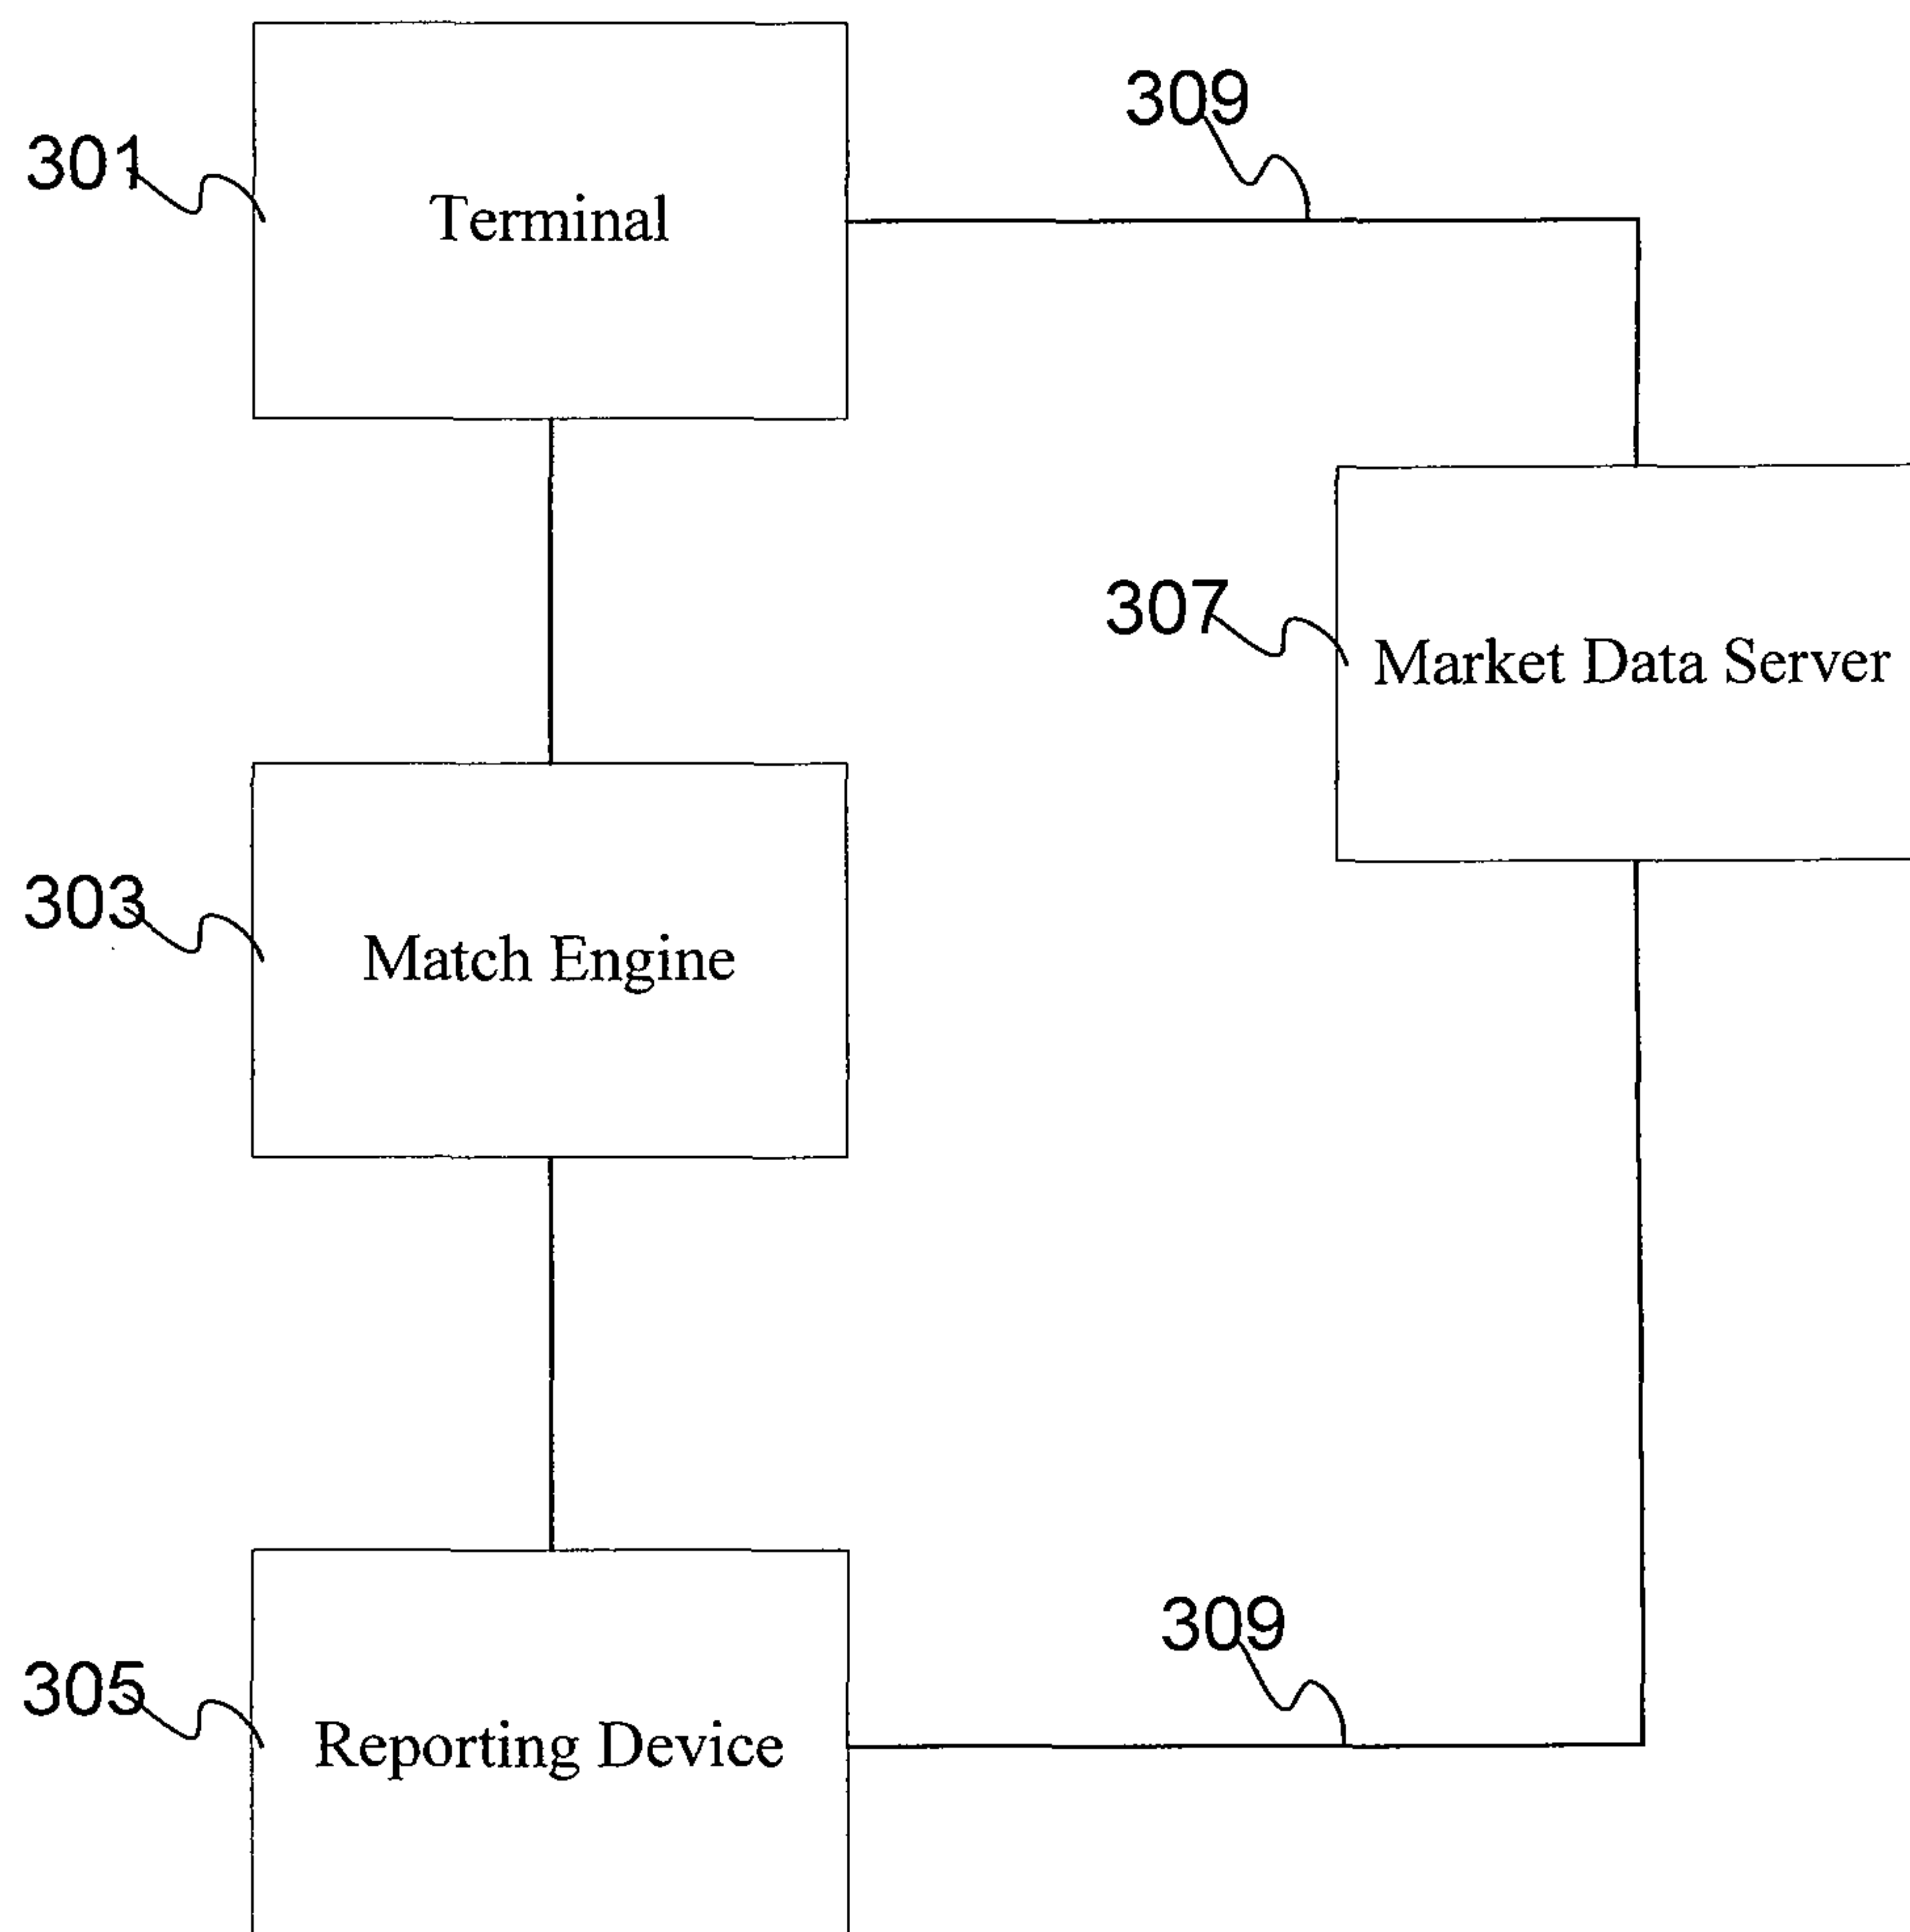 309
301
Terminal
307
Market Data Server
303
Match Engine
309
305
Reporting Device